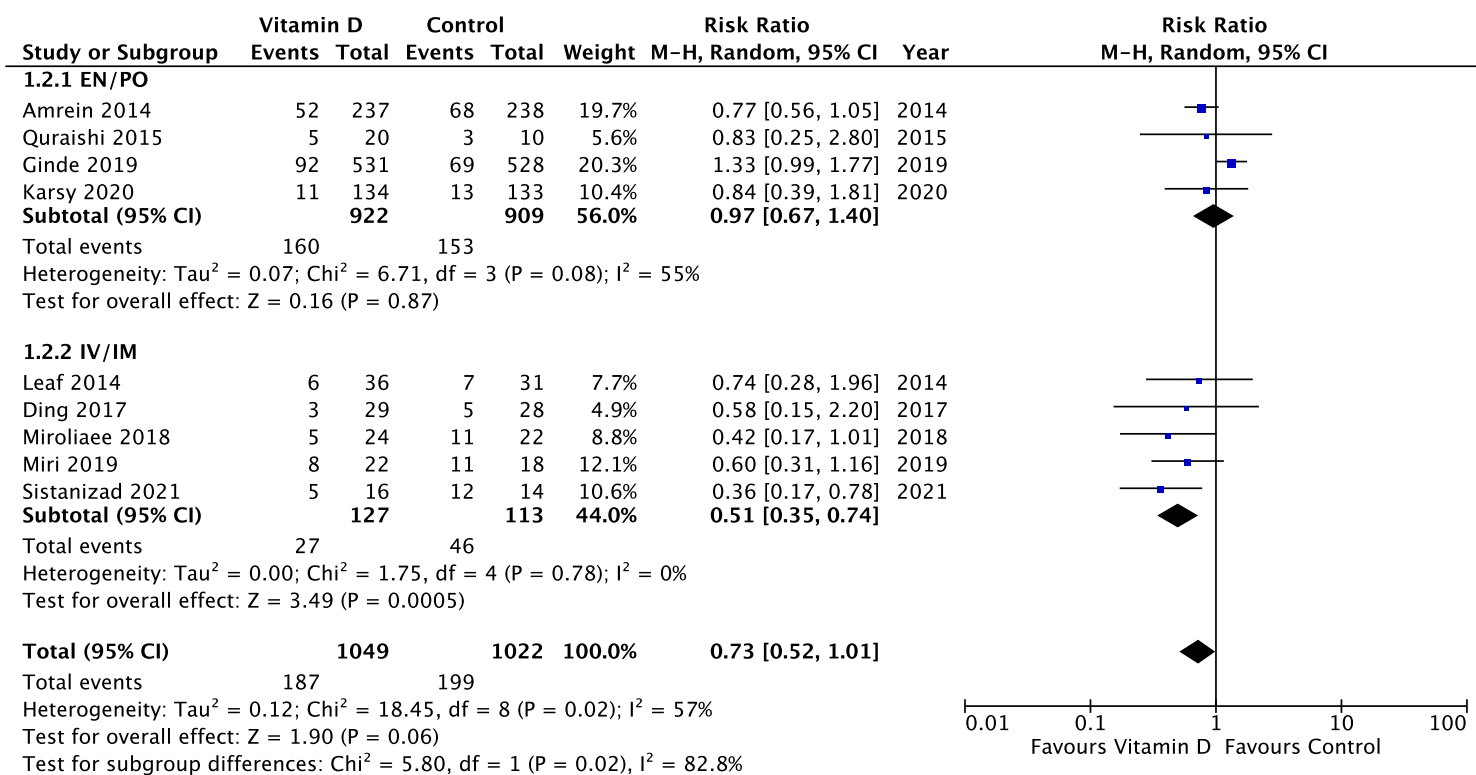 Vitamin D Control Risk Ratio Risk Ratio
Study or Subgroup Events Total Events Total Weight M-H, Random, 95% CI Year M-H, Random, 95% CI
1.2.1 EN/PO
Amrein 2014 52 237 68 238 19.7% 0.77 [0.56, 1.05] 2014
Quraishi 2015 5 20 3 10 5.6% 0.83 [0.25, 2.80] 2015
Ginde 2019 92 531 69 528 20.3% 1.33 [0.99, 1.77] 2019
Karsy 2020 11 134 13 133 10.4% 0.84 [0.39, 1.81] 2020
Subtotal (95% CI) 922 909 56.0% 0.97 [0.67, 1.40]
Total events 160 153
Heterogeneity: Tau² = 0.07; Chi² = 6.71, df = 3 (P = 0.08); I² = 55%
Test for overall effect: Z = 0.16 (P = 0.87)
1.2.2 IV/IM
Leaf 2014 6 36 7 31 7.7% 0.74 [0.28, 1.96] 2014
Ding 2017 3 29 5 28 4.9% 0.58 [0.15, 2.20] 2017
Miroliaee 2018 5 24 11 22 8.8% 0.42 [0.17, 1.01] 2018
Miri 2019 8 22 11 18 12.1% 0.60 [0.31, 1.16] 2019
Sistanizad 2021 5 16 12 14 10.6% 0.36 [0.17, 0.78] 2021
Subtotal (95% CI) 127 113 44.0% 0.51 [0.35, 0.74]
Total events 27 46
Heterogeneity: Tau² = 0.00; Chi² = 1.75, df = 4 (P = 0.78); I² = 0%
Test for overall effect: Z = 3.49 (P = 0.0005)
Total (95% CI) 1049 1022 100.0% 0.73 [0.52, 1.01]
Total events 187 199
Heterogeneity: Tau² = 0.12; Chi² = 18.45, df = 8 (P = 0.02); I² = 57%
Test for overall effect: Z = 1.90 (P = 0.06)
Test for subgroup differences: Chi² = 5.80, df = 1 (P = 0.02), I² = 82.8%
0.01 0.1 1 10 100
Favours Vitamin D Favours Control